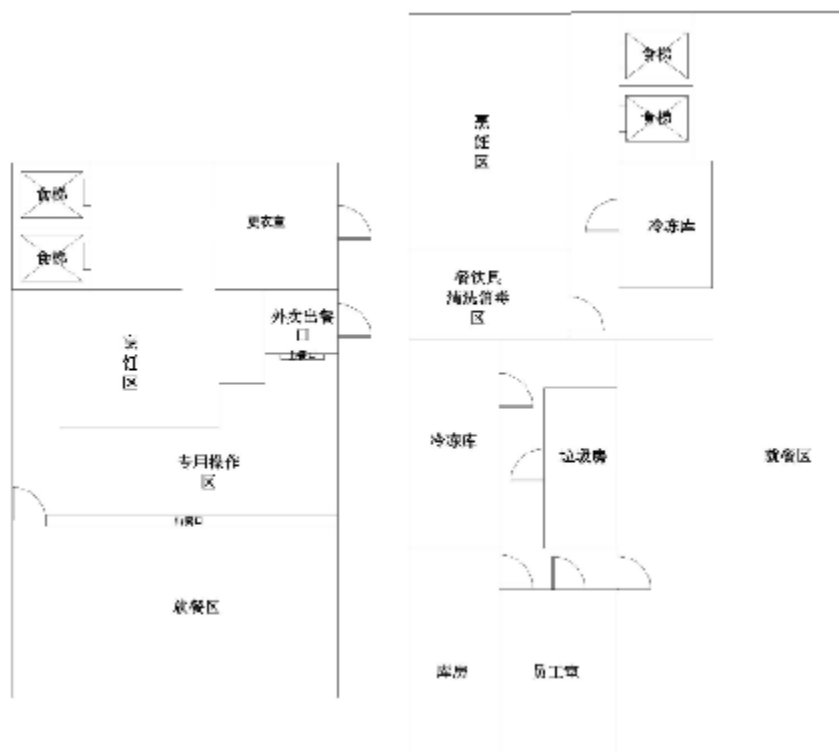 食梯
食梯
更衣室
外卖出餐
口
烹
饪
区
专用操作
区
就餐区
食梯
食梯
烹
饪
区
冷冻库
餐饮具
清洗消毒
区
冷冻库
垃圾房
就餐区
库房
员工室